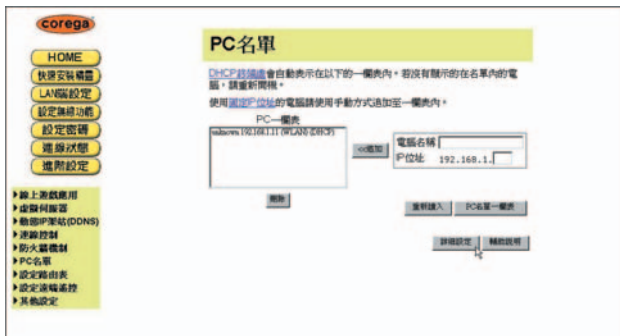 corega
HOME
快速安裝精靈
LAN端設定
設定無線功能
設定密碼
連線狀態
進階設定
線上遊戲應用
虛擬伺服器
動態IP架站(DDNS)
連線控制
防火牆機制
PC名單
設定路由表
設定遠端遙控
其他設定
PC名單
DHCP終端處會自動表示在以下的一欄表內。若沒有顯示的在名單內的電
腦，請重新開機。
使用固定IP位址的電腦請使用手動方式追加至一欄表內。
PC一欄表
unknown 192.168.1.11 (WLAN) (DHCP)
<<追加
電腦名稱
IP位址 192.168.1.
刪除
重新讀入 PC名單一欄表
詳細設定 輔助說明